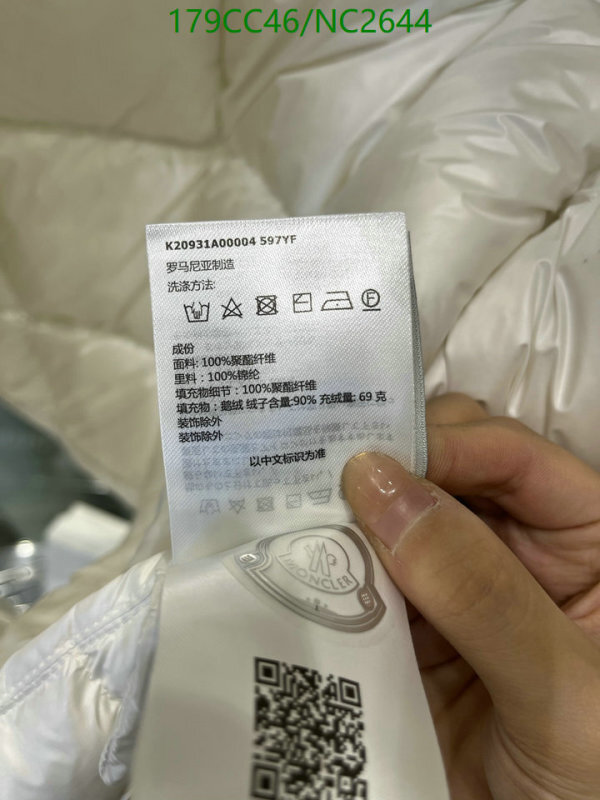 179CC46/NC2644
K20931A00004 597YF
罗马尼亚制造
洗涤方法:
成份
面料: 100%聚酯纤维
里料：100%锦纶
填充物细节：100%聚酯纤维
填充物：鹅绒 绒子含量:90% 充绒量: 69 克
装饰除外
装饰除外
以中文标识为准
MONCLER